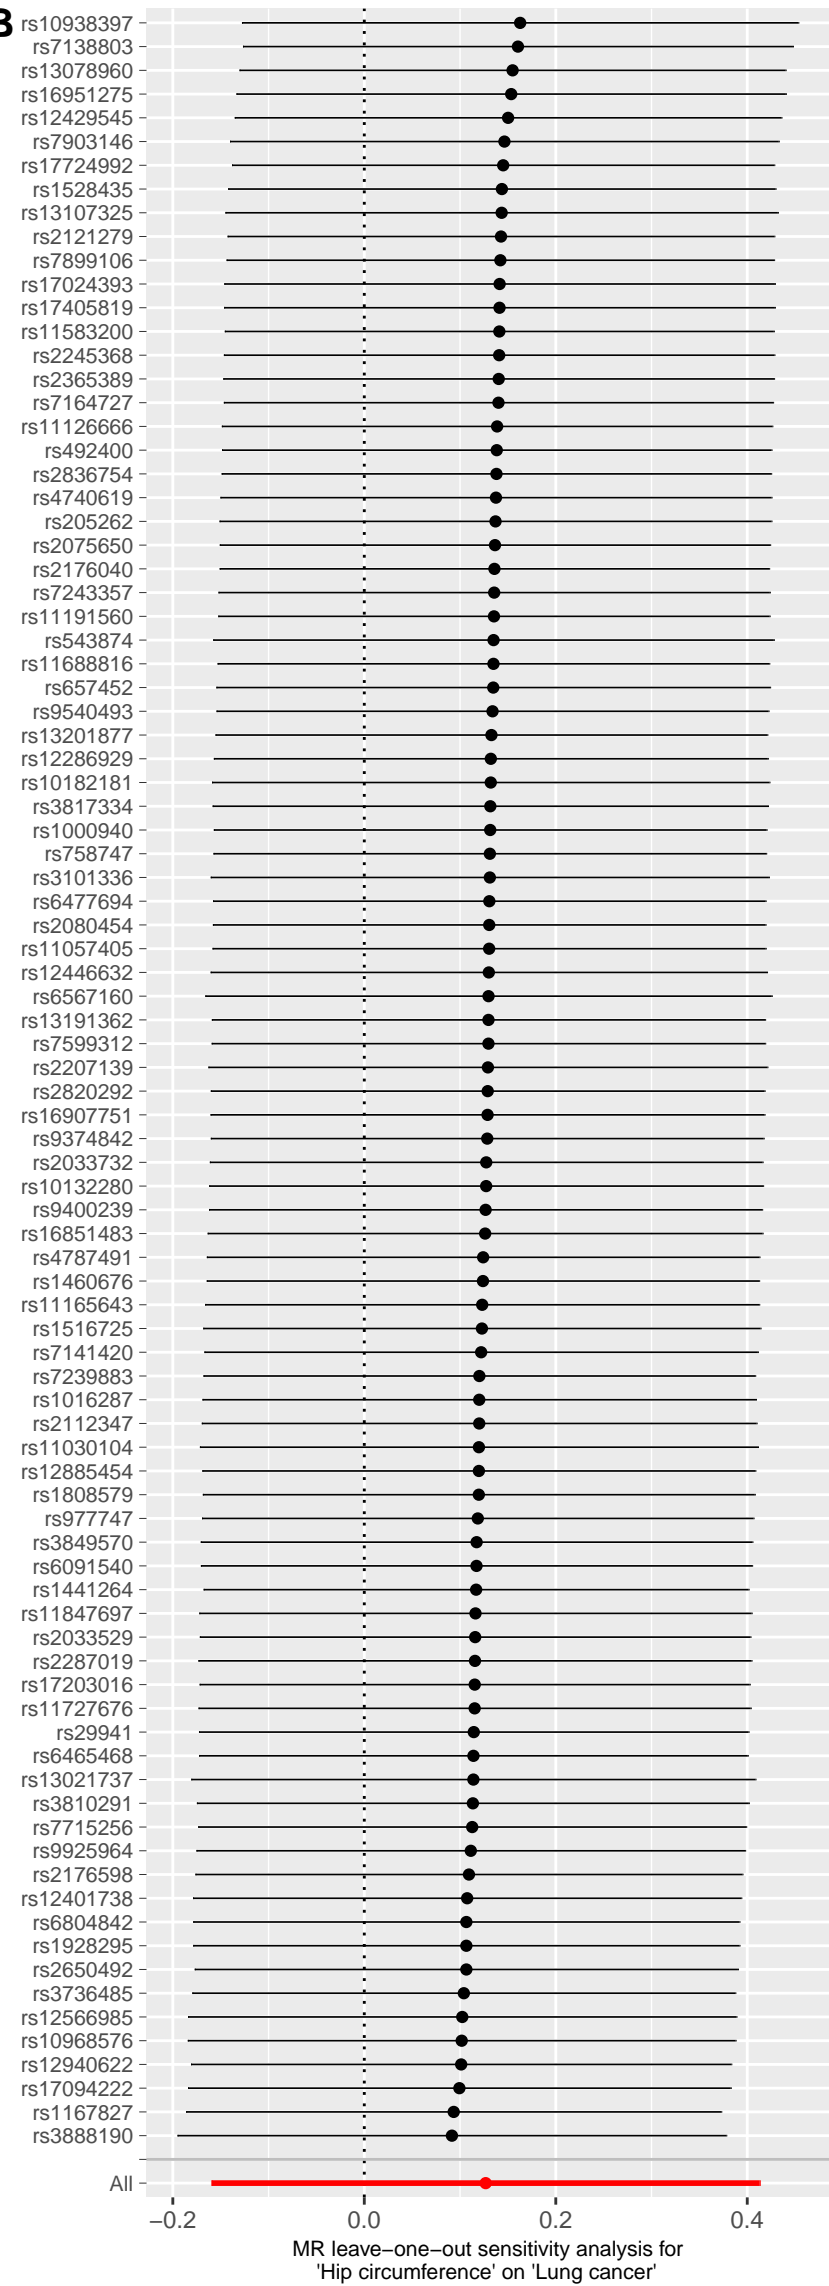 B
rs10938397
rs7138803
rs13078960
rs16951275
rs12429545
rs7903146
rs17724992
rs1528435
rs13107325
rs2121279
rs7899106
rs17024393
rs17405819
rs11583200
rs2245368
rs2365389
rs7164727
rs11126666
rs492400
rs2836754
rs4740619
rs205262
rs2075650
rs2176040
rs7243357
rs11191560
rs543874
rs11688816
rs657452
rs9540493
rs13201877
rs12286929
rs10182181
rs3817334
rs1000940
rs758747
rs3101336
rs6477694
rs2080454
rs11057405
rs12446632
rs6567160
rs13191362
rs7599312
rs2207139
rs2820292
rs16907751
rs9374842
rs2033732
rs10132280
rs9400239
rs16851483
rs4787491
rs1460676
rs11165643
rs1516725
rs7141420
rs7239883
rs1016287
rs2112347
rs11030104
rs12885454
rs1808579
rs977747
rs3849570
rs6091540
rs1441264
rs11847697
rs2033529
rs2287019
rs17203016
rs11727676
rs29941
rs6465468
rs13021737
rs3810291
rs7715256
rs9925964
rs2176598
rs12401738
rs6804842
rs1928295
rs2650492
rs3736485
rs12566985
rs10968576
rs12940622
rs17094222
rs1167827
rs3888190
All
−0.2 0.0 0.2 0.4
MR leave−one−out sensitivity analysis for
'Hip circumference' on 'Lung cancer'